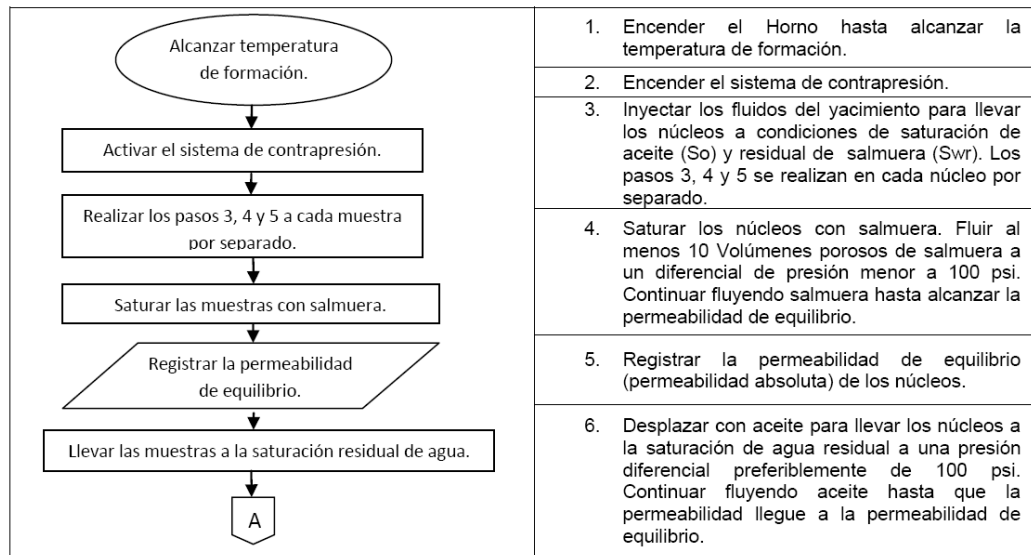 Alcanzar temperatura
de formación.
Activar el sistema de contrapresión.
Realizar los pasos 3, 4 y 5 a cada muestra
por separado.
Saturar las muestras con salmuera.
Registrar la permeabilidad
de equilibrio.
Llevar las muestras a la saturación residual de agua.
A
1. Encender el Horno hasta alcanzar la
temperatura de formación.
2. Encender el sistema de contrapresión.
3. Inyectar los fluidos del yacimiento para llevar
los núcleos a condiciones de saturación de
aceite (So) y residual de salmuera (Swr). Los
pasos 3, 4 y 5 se realizan en cada núcleo por
separado.
4. Saturar los núcleos con salmuera. Fluir al
menos 10 Volúmenes porosos de salmuera a
un diferencial de presión menor a 100 psi.
Continuar fluyendo salmuera hasta alcanzar la
permeabilidad de equilibrio.
5. Registrar la permeabilidad de equilibrio
(permeabilidad absoluta) de los núcleos.
6. Desplazar con aceite para llevar los núcleos a
la saturación de agua residual a una presión
diferencial preferiblemente de 100 psi.
Continuar fluyendo aceite hasta que la
permeabilidad llegue a la permeabilidad de
equilibrio.